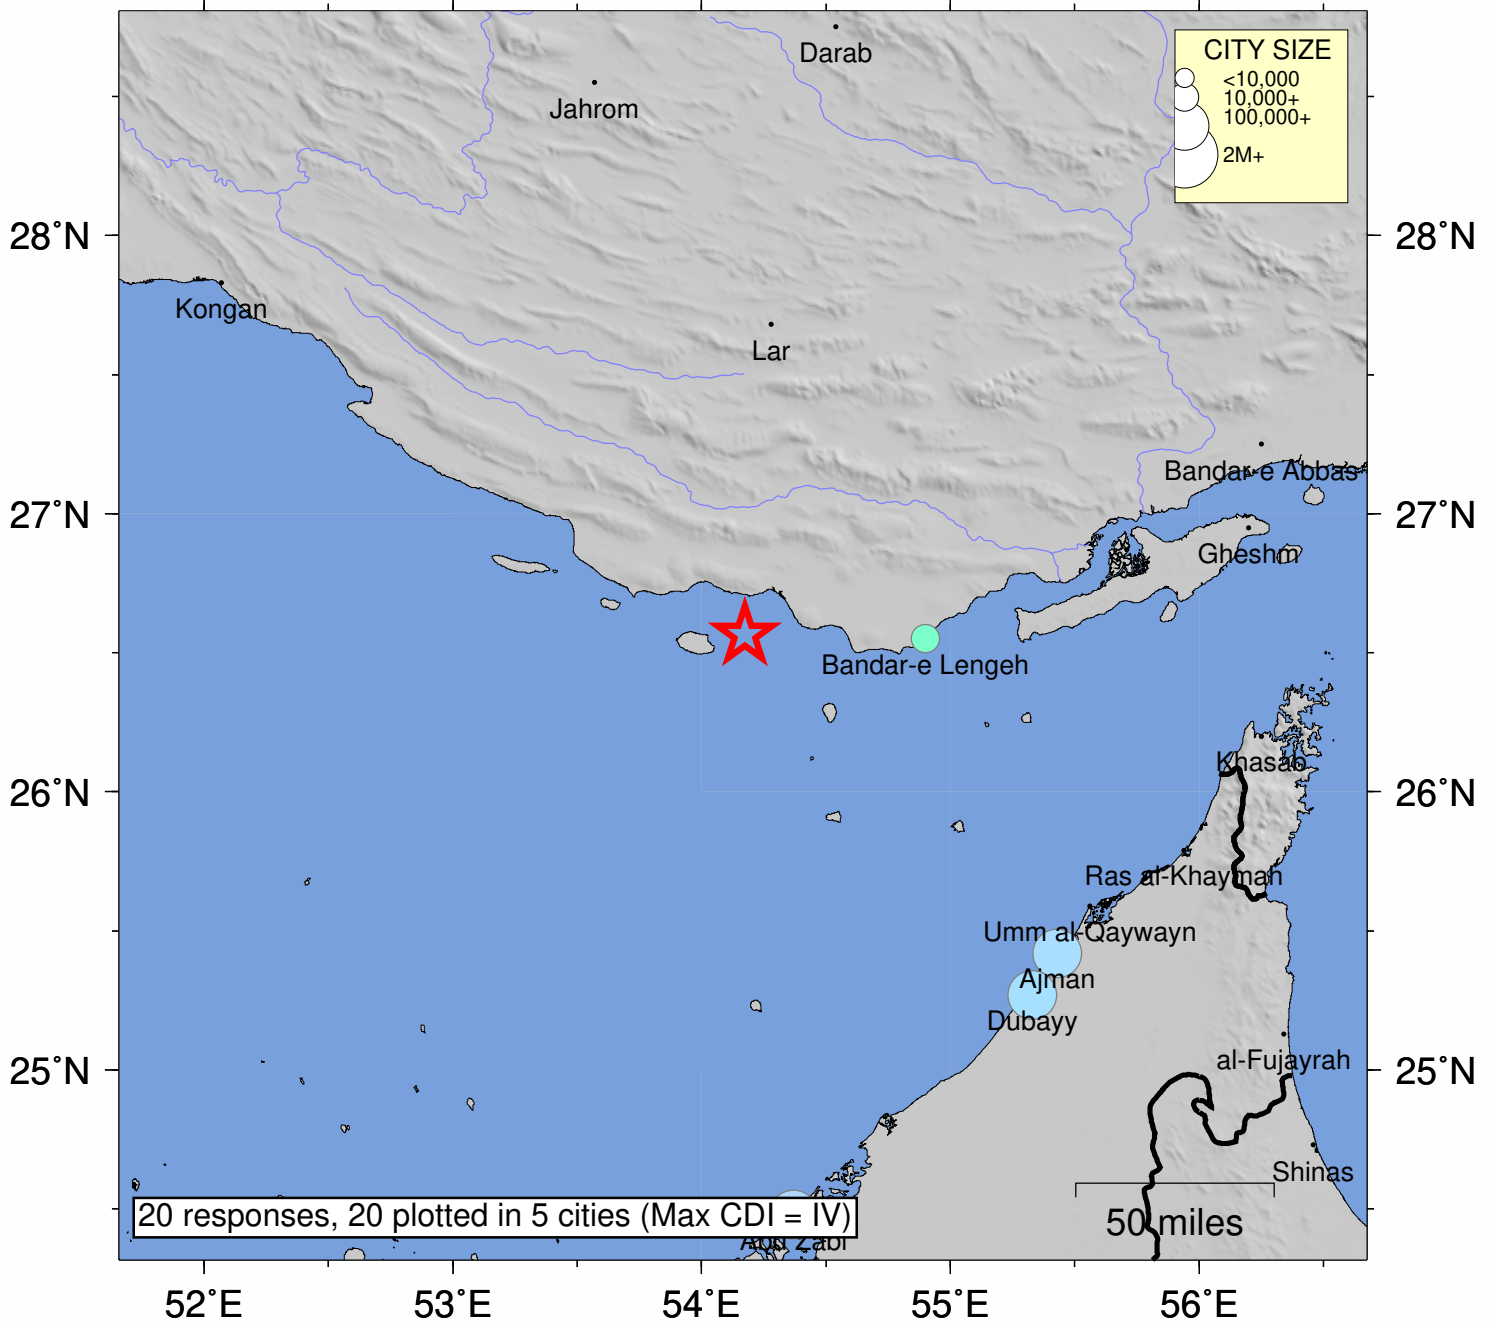 Darab
CITY SIZE
<10,000
10,000+
100,000+
2M+
Jahrom
28°N
28°N
Kongan
Lar
Bandar-e Abbas
27°N
27°N
Gheshm
Bandar-e Lengeh
26°N
26°N
Khasab
Ras al-Khaymah
Umm al-Qaywayn
Ajman
Dubayy
25°N
25°N
al-Fujayrah
Shinas
20 responses, 20 plotted in 5 cities (Max CDI = IV)
50 miles
Abu Zabi
52°E
53°E
54°E
55°E
56°E